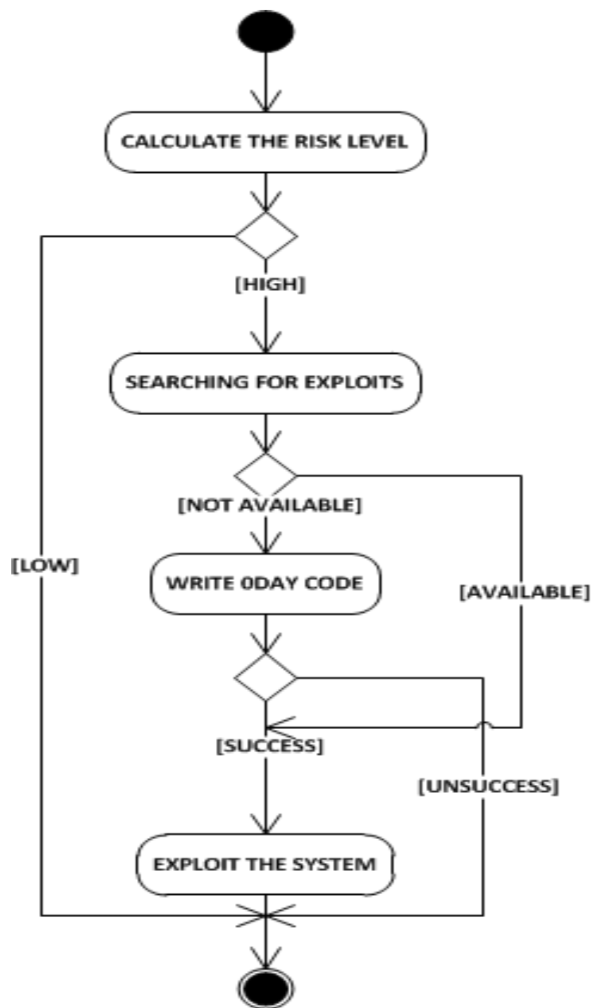 CALCULATE THE RISK LEVEL
[HIGH]
SEARCHING FOR EXPLOITS
[NOT AVAILABLE]
[LOW]
WRITE 0DAY CODE
[AVAILABLE]
[SUCCESS]
[UNSUCCESS]
EXPLOIT THE SYSTEM